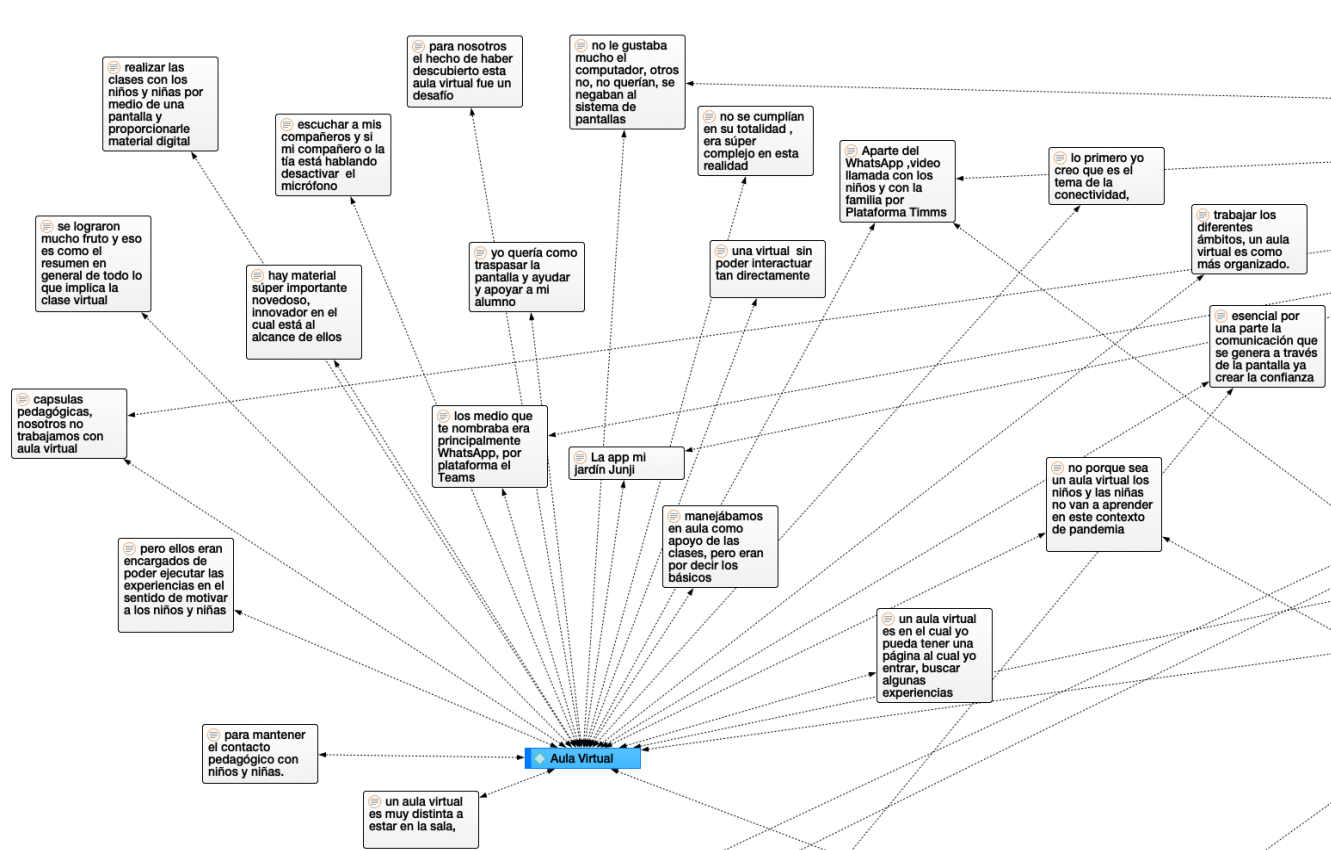 para nosotros
el hecho de haber
descubierto esta
aula virtual fue un
desafío
no le gustaba
mucho el
computador, otros
no, no querían, se
negaban al
sistema de
pantallas
realizar las
clases con los
niños y niñas por
medio de una
pantalla y
proporcionarle
material digital
escuchar a mis
compañeros y si
mi compañero o la
tía está hablando
desactivar el
micrófono
no se cumplían
en su totalidad ,
era súper
complejo en esta
realidad
Aparte del
WhatsApp ,video
llamada con los
niños y con la
familia por
Plataforma Timms
lo primero yo
creo que es el
tema de la
conectividad,
trabajar los
diferentes
ámbitos, un aula
virtual es como
más organizado.
se lograron
mucho fruto y eso
es como el
resumen en
general de todo lo
que implica la
clase virtual
hay material
súper importante
novedoso,
innovador en el
cual está al
alcance de ellos
yo quería como
traspasar la
pantalla y ayudar
y apoyar a mi
alumno
una virtual sin
poder interactuar
tan directamente
esencial por
una parte la
comunicación que
se genera a través
de la pantalla ya
crear la confianza
capsulas
pedagógicas,
nosotros no
trabajamos con
aula virtual
los medio que
te nombraba era
principalmente
WhatsApp, por
plataforma el
Teams
La app mi
jardín Junji
no porque sea
un aula virtual los
niños y las niñas
no van a aprender
en este contexto
de pandemia
manejábamos
en aula como
apoyo de las
clases, pero eran
por decir los
básicos
pero ellos eran
encargados de
poder ejecutar las
experiencias en el
sentido de motivar
a los niños y niñas
un aula virtual
es en el cual yo
pueda tener una
página al cual yo
entrar, buscar
algunas
experiencias
para mantener
el contacto
pedagógico con
niños y niñas.
Aula Virtual
un aula virtual
es muy distinta a
estar en la sala,